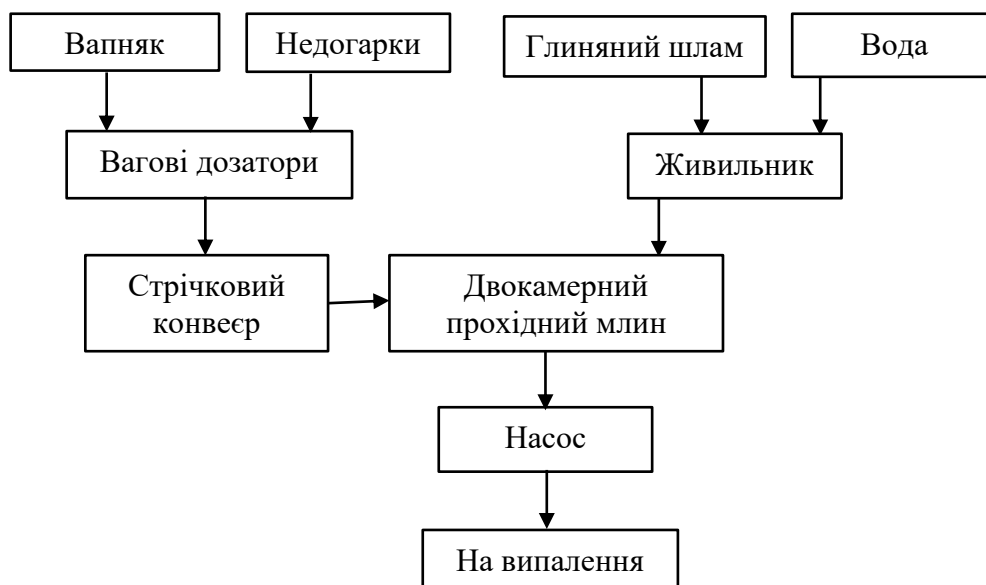 Вапняк
Недогарки
Глиняний шлам
Вода
Вагові дозатори
Живильник
Стрічковий
конвеєр
Двокамерний
прохідний млин
Насос
На випалення